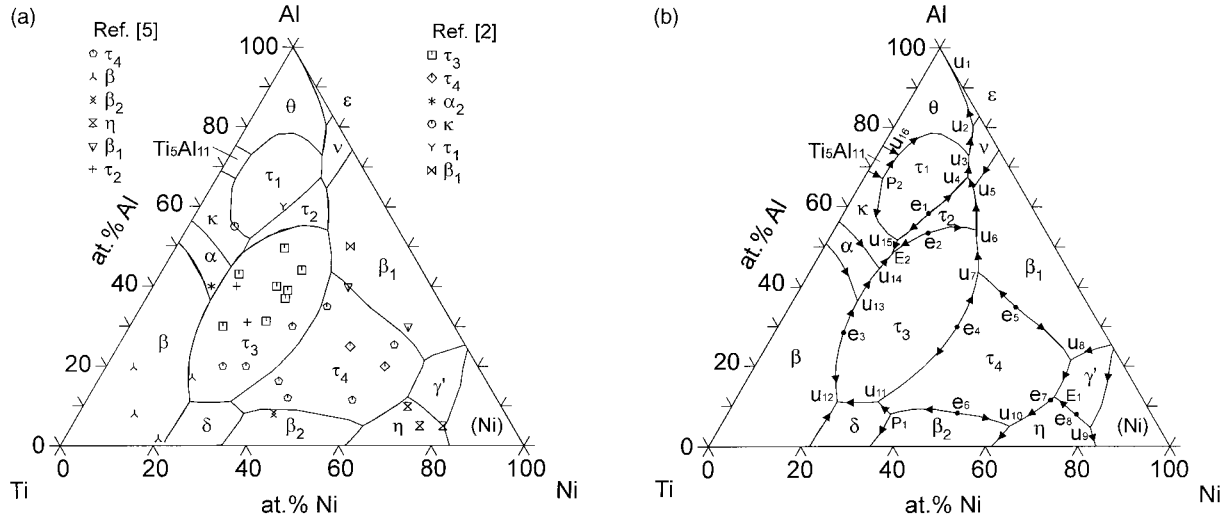 (a)
Al
Ref. [5]
Ref. [2]
τ4
β
β2
η
β1
τ2
τ3
τ4
α2
κ
τ1
β1
100
80
60
40
20
0
at.% Al
θ
ε
ν
Ti5Al11
τ1
κ
τ2
α
β1
β
τ3
τ4
γ'
δ
β2
η
(Ni)
0 20 40 60 80 100
Ti
at.% Ni
Ni
(b)
Al
100
80
60
40
20
0
at.% Al
u1
ε
θ
u2
u16
ν
Ti5Al11
u3
τ1
u4
P2
u5
κ
e1
τ2
u15
e2
u6
α
E2
u14
u7
β1
u13
e5
e3
τ3
e4
u8
β
τ4
γ'
u12
u11
e7
E1
e6
e8
P1
u10
δ
β2
η
u9
(Ni)
0 20 40 60 80 100
Ti
at.% Ni
Ni